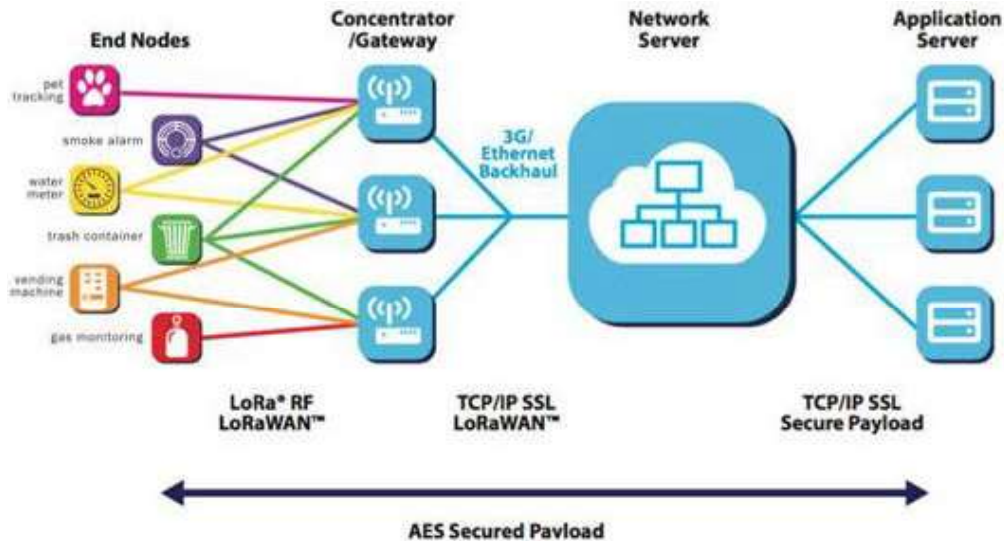 End Nodes
Concentrator
/Gateway
Network
Server
Application
Server
pet
tracking
smoke alarm
water
meter
trash container
vending
machine
gas monitoring
3G/
Ethernet
Backhaul
LoRa® RF
LoRaWAN™
TCP/IP SSL
LoRaWAN™
TCP/IP SSL
Secure Payload
AES Secured Payload